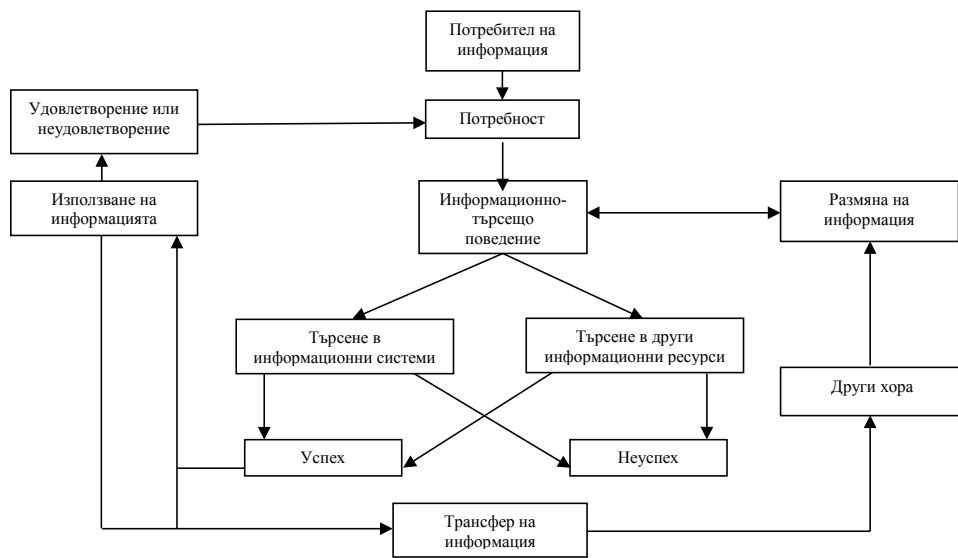 Потребител на
информация
Удовлетворение или
неудовлетворение
Потребност
Използване на
информацията
Информационно-
търсещо
поведение
Размяна на
информация
Търсене в
информационни системи
Търсене в други
информационни ресурси
Други хора
Успех
Неуспех
Трансфер на
информация